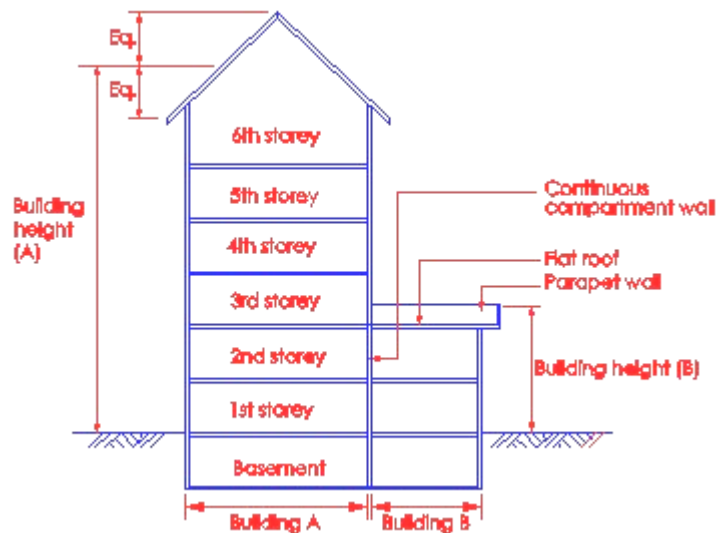 Eq.
Eq.
6th storey
5th storey
4th storey
3rd storey
2nd storey
1st storey
Basement
Building
height
(A)
Continuous
compartment wall
Flat roof
Parapet wall
Building height (B)
Building A
Building B